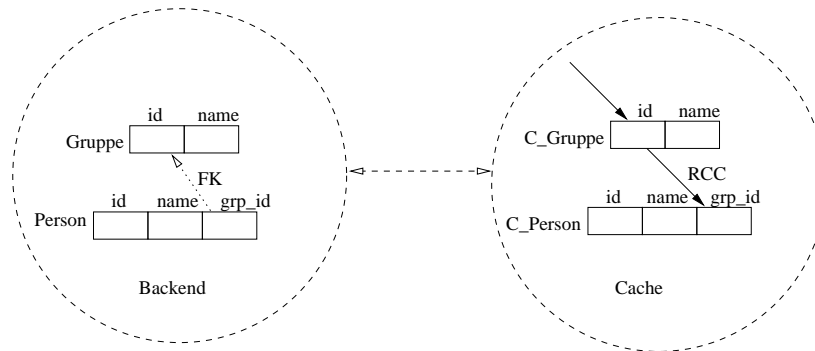 id name
Gruppe
FK
id name grp_id
Person
Backend
id name
C_Gruppe
RCC
id name grp_id
C_Person
Cache